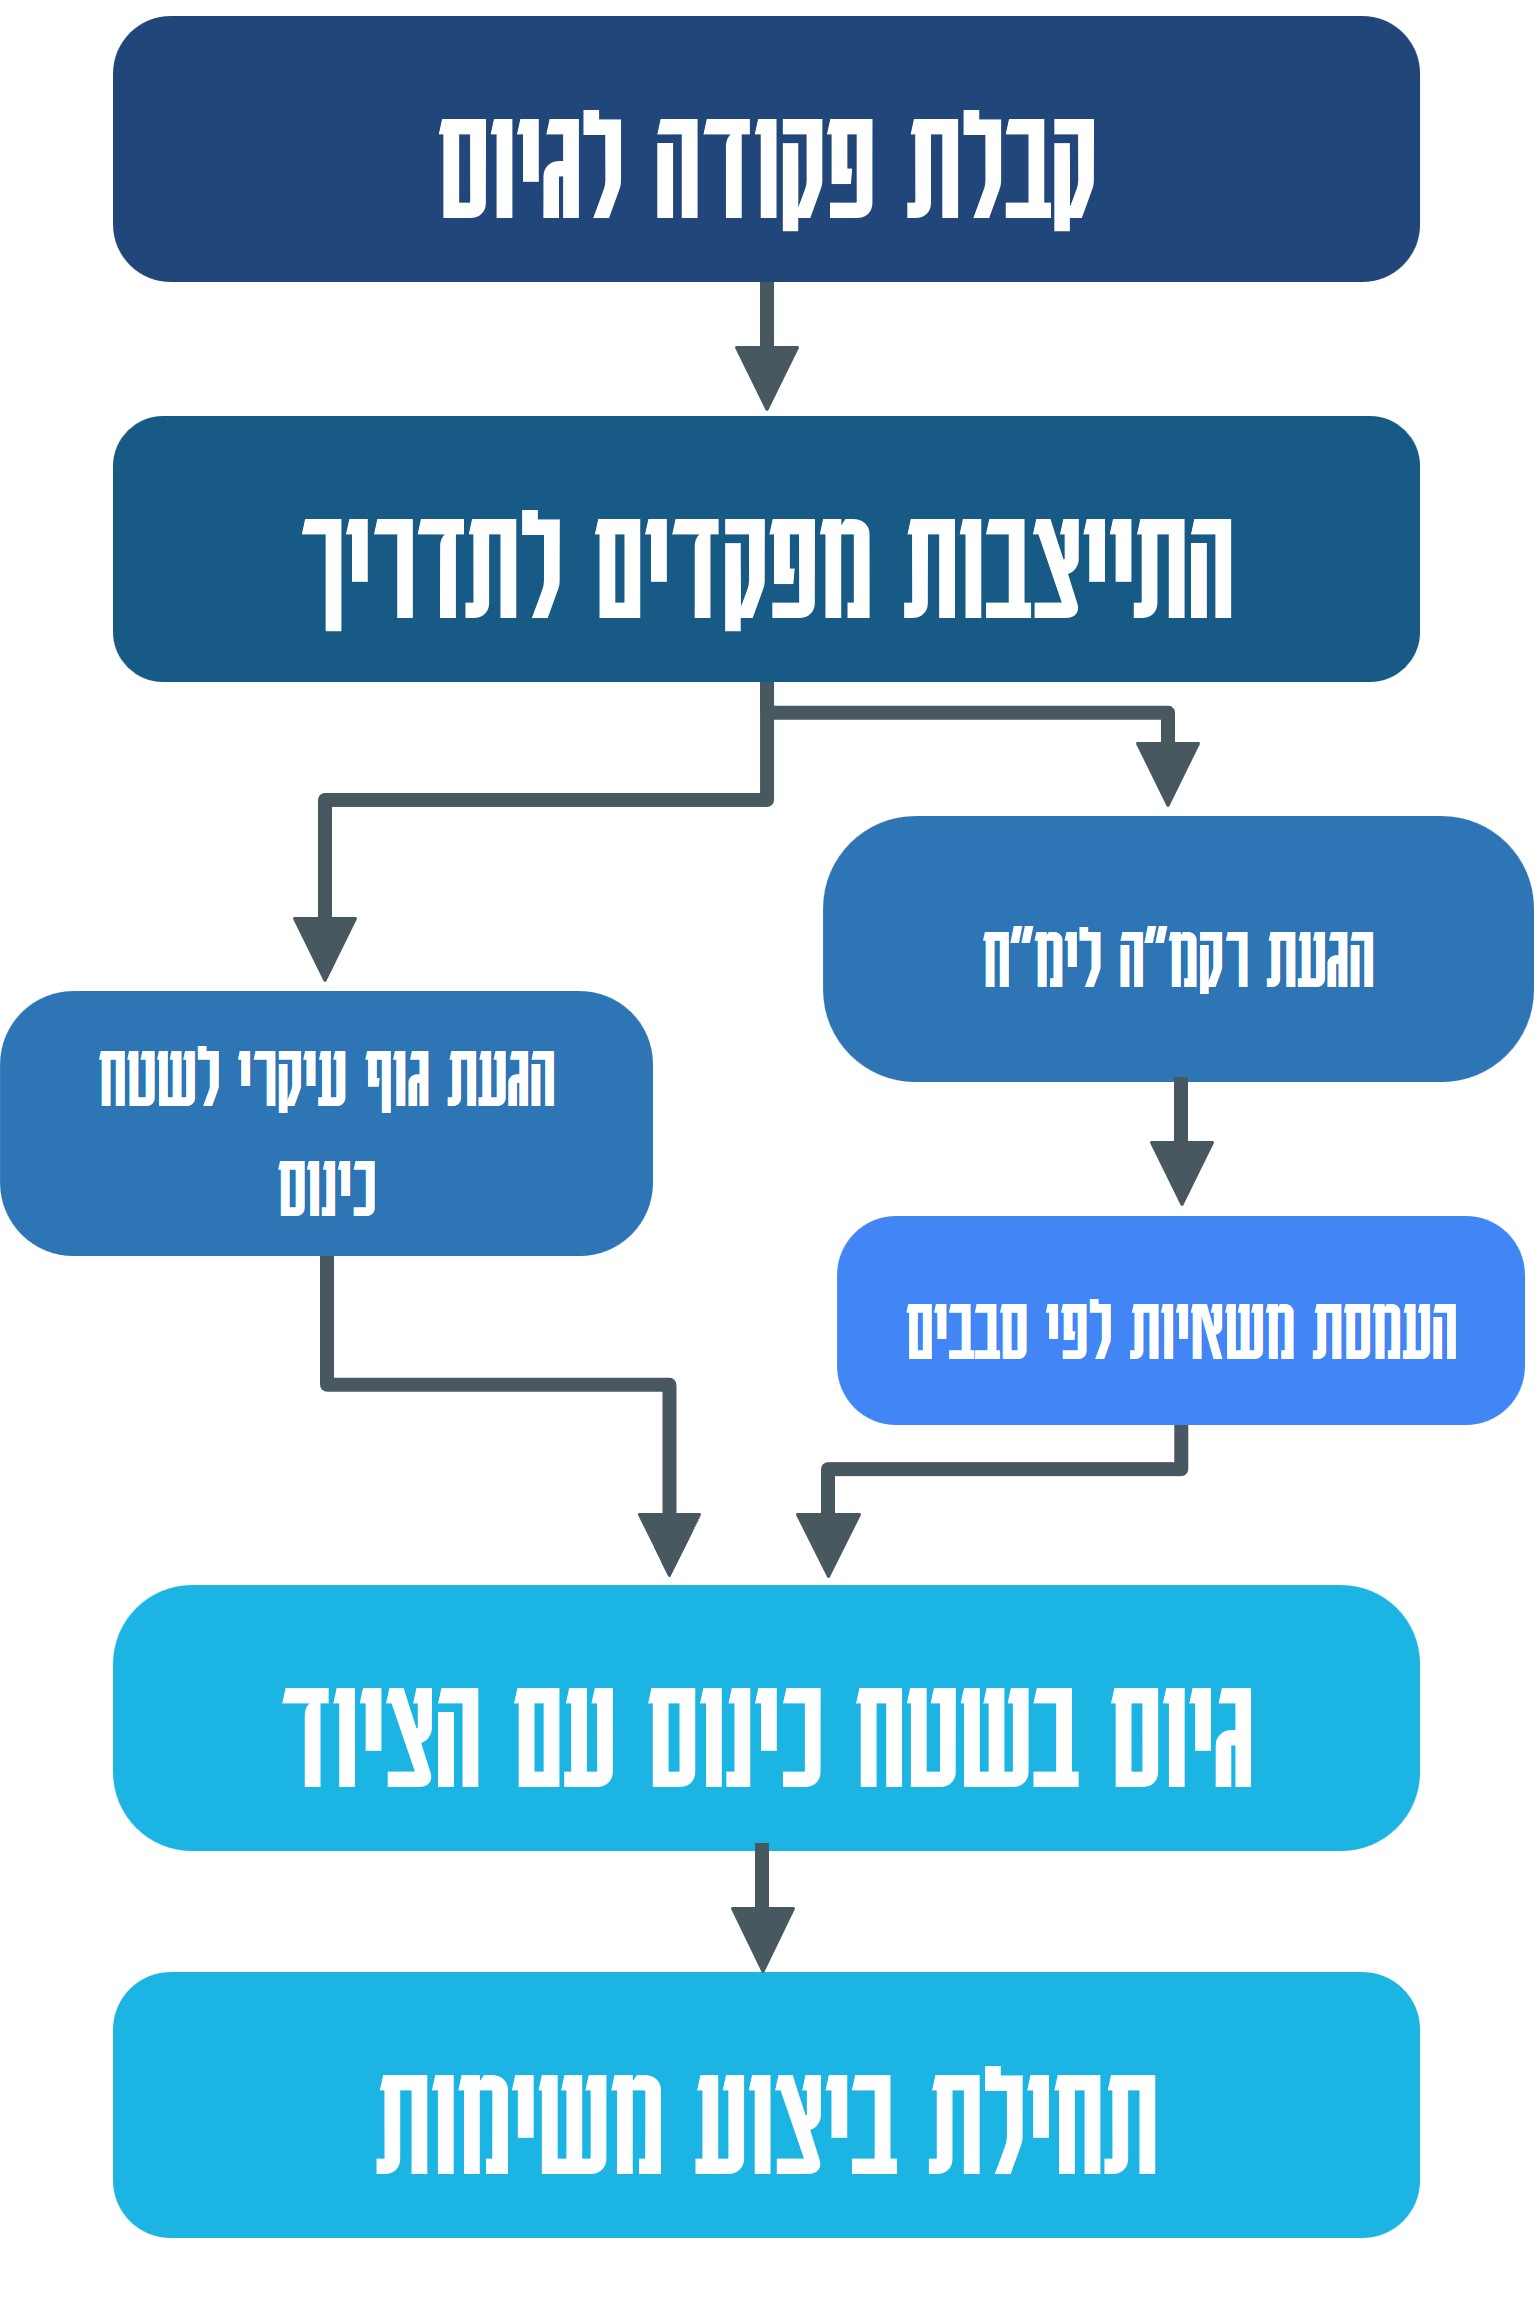 קבלת פקודה לגיוס
התייצבות מפקדים לתדריך
הגעת רקמ"ה לימ"ח
הגעת גוף עיקרי לשטח
כינוס
העמסת משאיות לפי סבבים
גיוס בשטח כינוס עם הציוד
תחילת ביצוע משימות